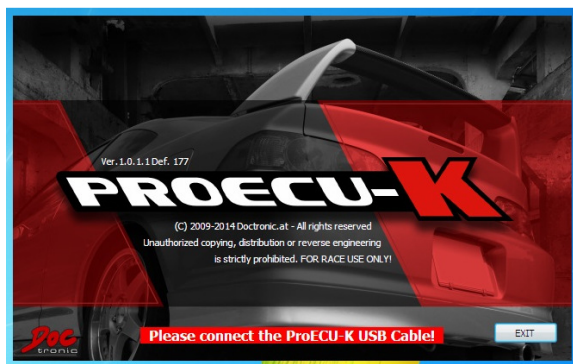 Ver.1.0.1.1 Def. 177
PROECU-K
(C) 2009-2014 Doctronic.at - All rights reserved
Unauthorized copying, distribution or reverse engineering
is strictly prohibited. FOR RACE USE ONLY!
Doc
tronic
Please connect the ProECU-K USB Cable!
EXIT